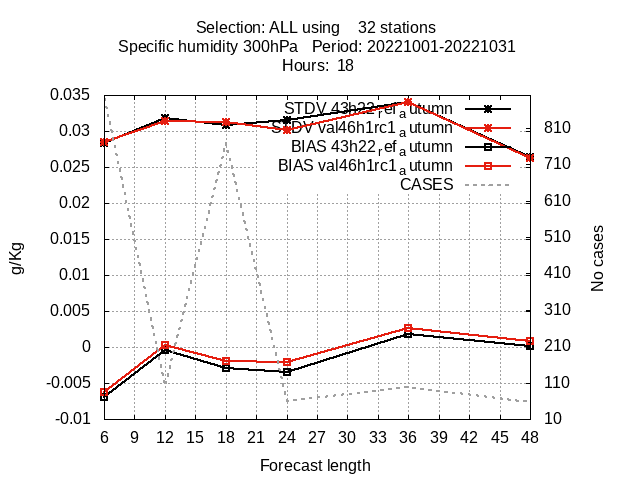 Selection: ALL using    32 stations
Specific humidity 300hPa   Period: 20221001-20221031
Hours:  18
STDV 43h22_ref_autumn
STDV val46h1rc1_autumn
BIAS 43h22_ref_autumn
BIAS val46h1rc1_autumn
CASES
0.035
0.03
0.025
0.02
0.015
0.01
0.005
0
-0.005
-0.01
g/Kg
810
710
610
510
410
310
210
110
10
No cases
6 9 12 15 18 21 24 27 30 33 36 39 42 45 48
Forecast length